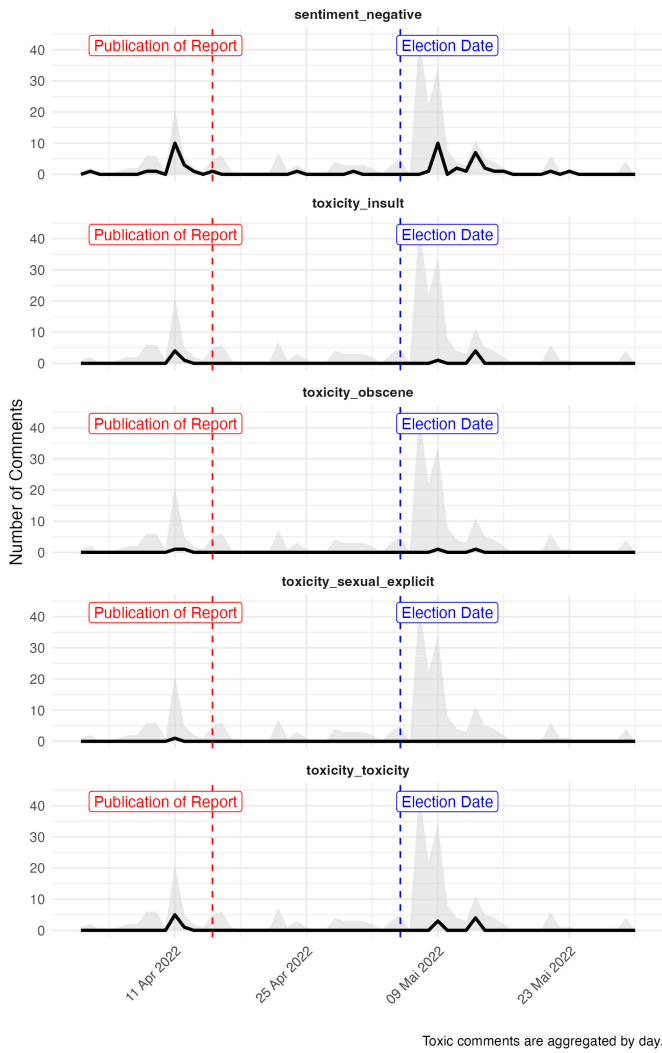 sentiment_negative
40
Publication of Report
Election Date
30
20
10
0
toxicity_insult
40
Publication of Report
Election Date
30
20
10
0
toxicity_obscene
40
Publication of Report
Election Date
30
20
10
0
toxicity_sexual_explicit
40
Publication of Report
Election Date
30
20
10
0
toxicity_toxicity
40
Publication of Report
Election Date
30
20
10
0
Number of Comments
11 Apr 2022
25 Apr 2022
09 Mai 2022
23 Mai 2022
Toxic comments are aggregated by day.